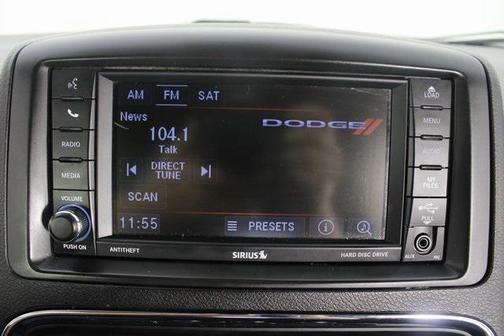 AM FM SAT
LOAD
News
DODGE
104.1
MENU
Talk
RADIO
AUDIO
DIRECT
TUNE
MEDIA
MY
FILES
SCAN
VOLUME
PULL
11:55
PRESETS
PUSH ON
ANTITHEFT
SIRIUS
HARD DISC DRIVE
AUX